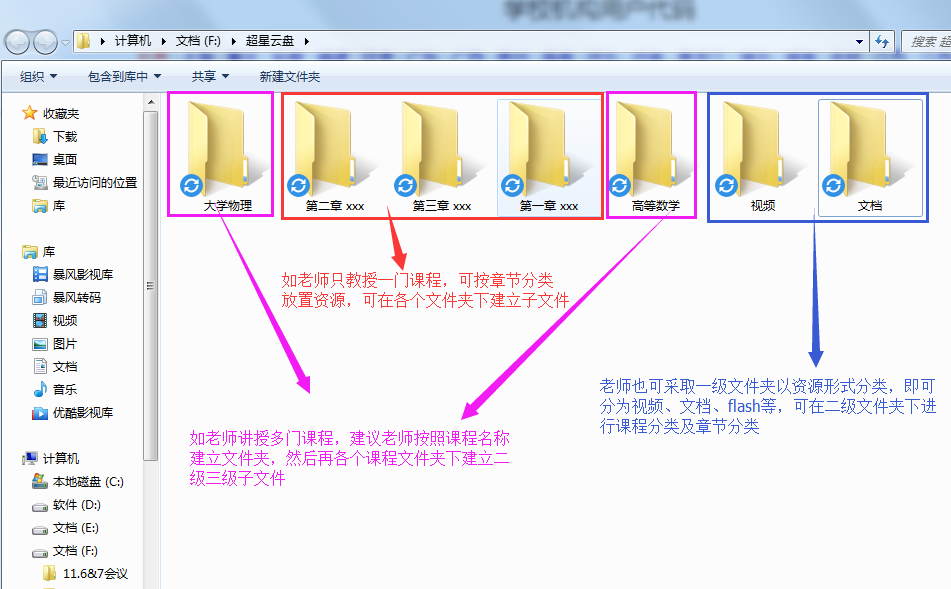 学校机构用户代码
计算机 文档 (F:) 超星云盘
搜索 超
组织 包含到库中 共享 新建文件夹
收藏夹
下载
桌面
最近访问的位置
库
库
暴风影视库
暴风转码
视频
图片
文档
音乐
优酷影视库
计算机
本地磁盘 (C:)
软件 (D:)
文档 (E:)
文档 (F:)
11.6&7会议
大学物理 第二章 xxx 第三章 xxx 第一章 xxx 高等数学 视频 文档
如老师只教授一门课程，可按章节分类
放置资源，可在各个文件夹下建立子文件
如老师讲授多门课程，建议老师按照课程名称
建立文件夹，然后再各个课程文件夹下建立二
级三级子文件
老师也可采取一级文件夹以资源形式分类，即可
分为视频、文档、flash等，可在二级文件夹下进
行课程分类及章节分类